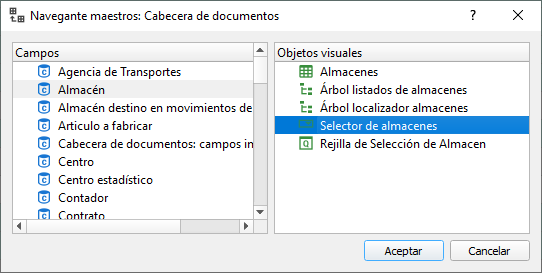 Navegante maestros: Cabecera de documentos
Campos
Agencia de Transportes
Almacén
Almacén destino en movimientos de
Articulo a fabricar
Cabecera de documentos: campos in
Centro
Centro estadístico
Contador
Contrato
Objetos visuales
Almacenes
Árbol listados de almacenes
Árbol localizador almacenes
Selector de almacenes
Rejilla de Selección de Almacen
Aceptar
Cancelar